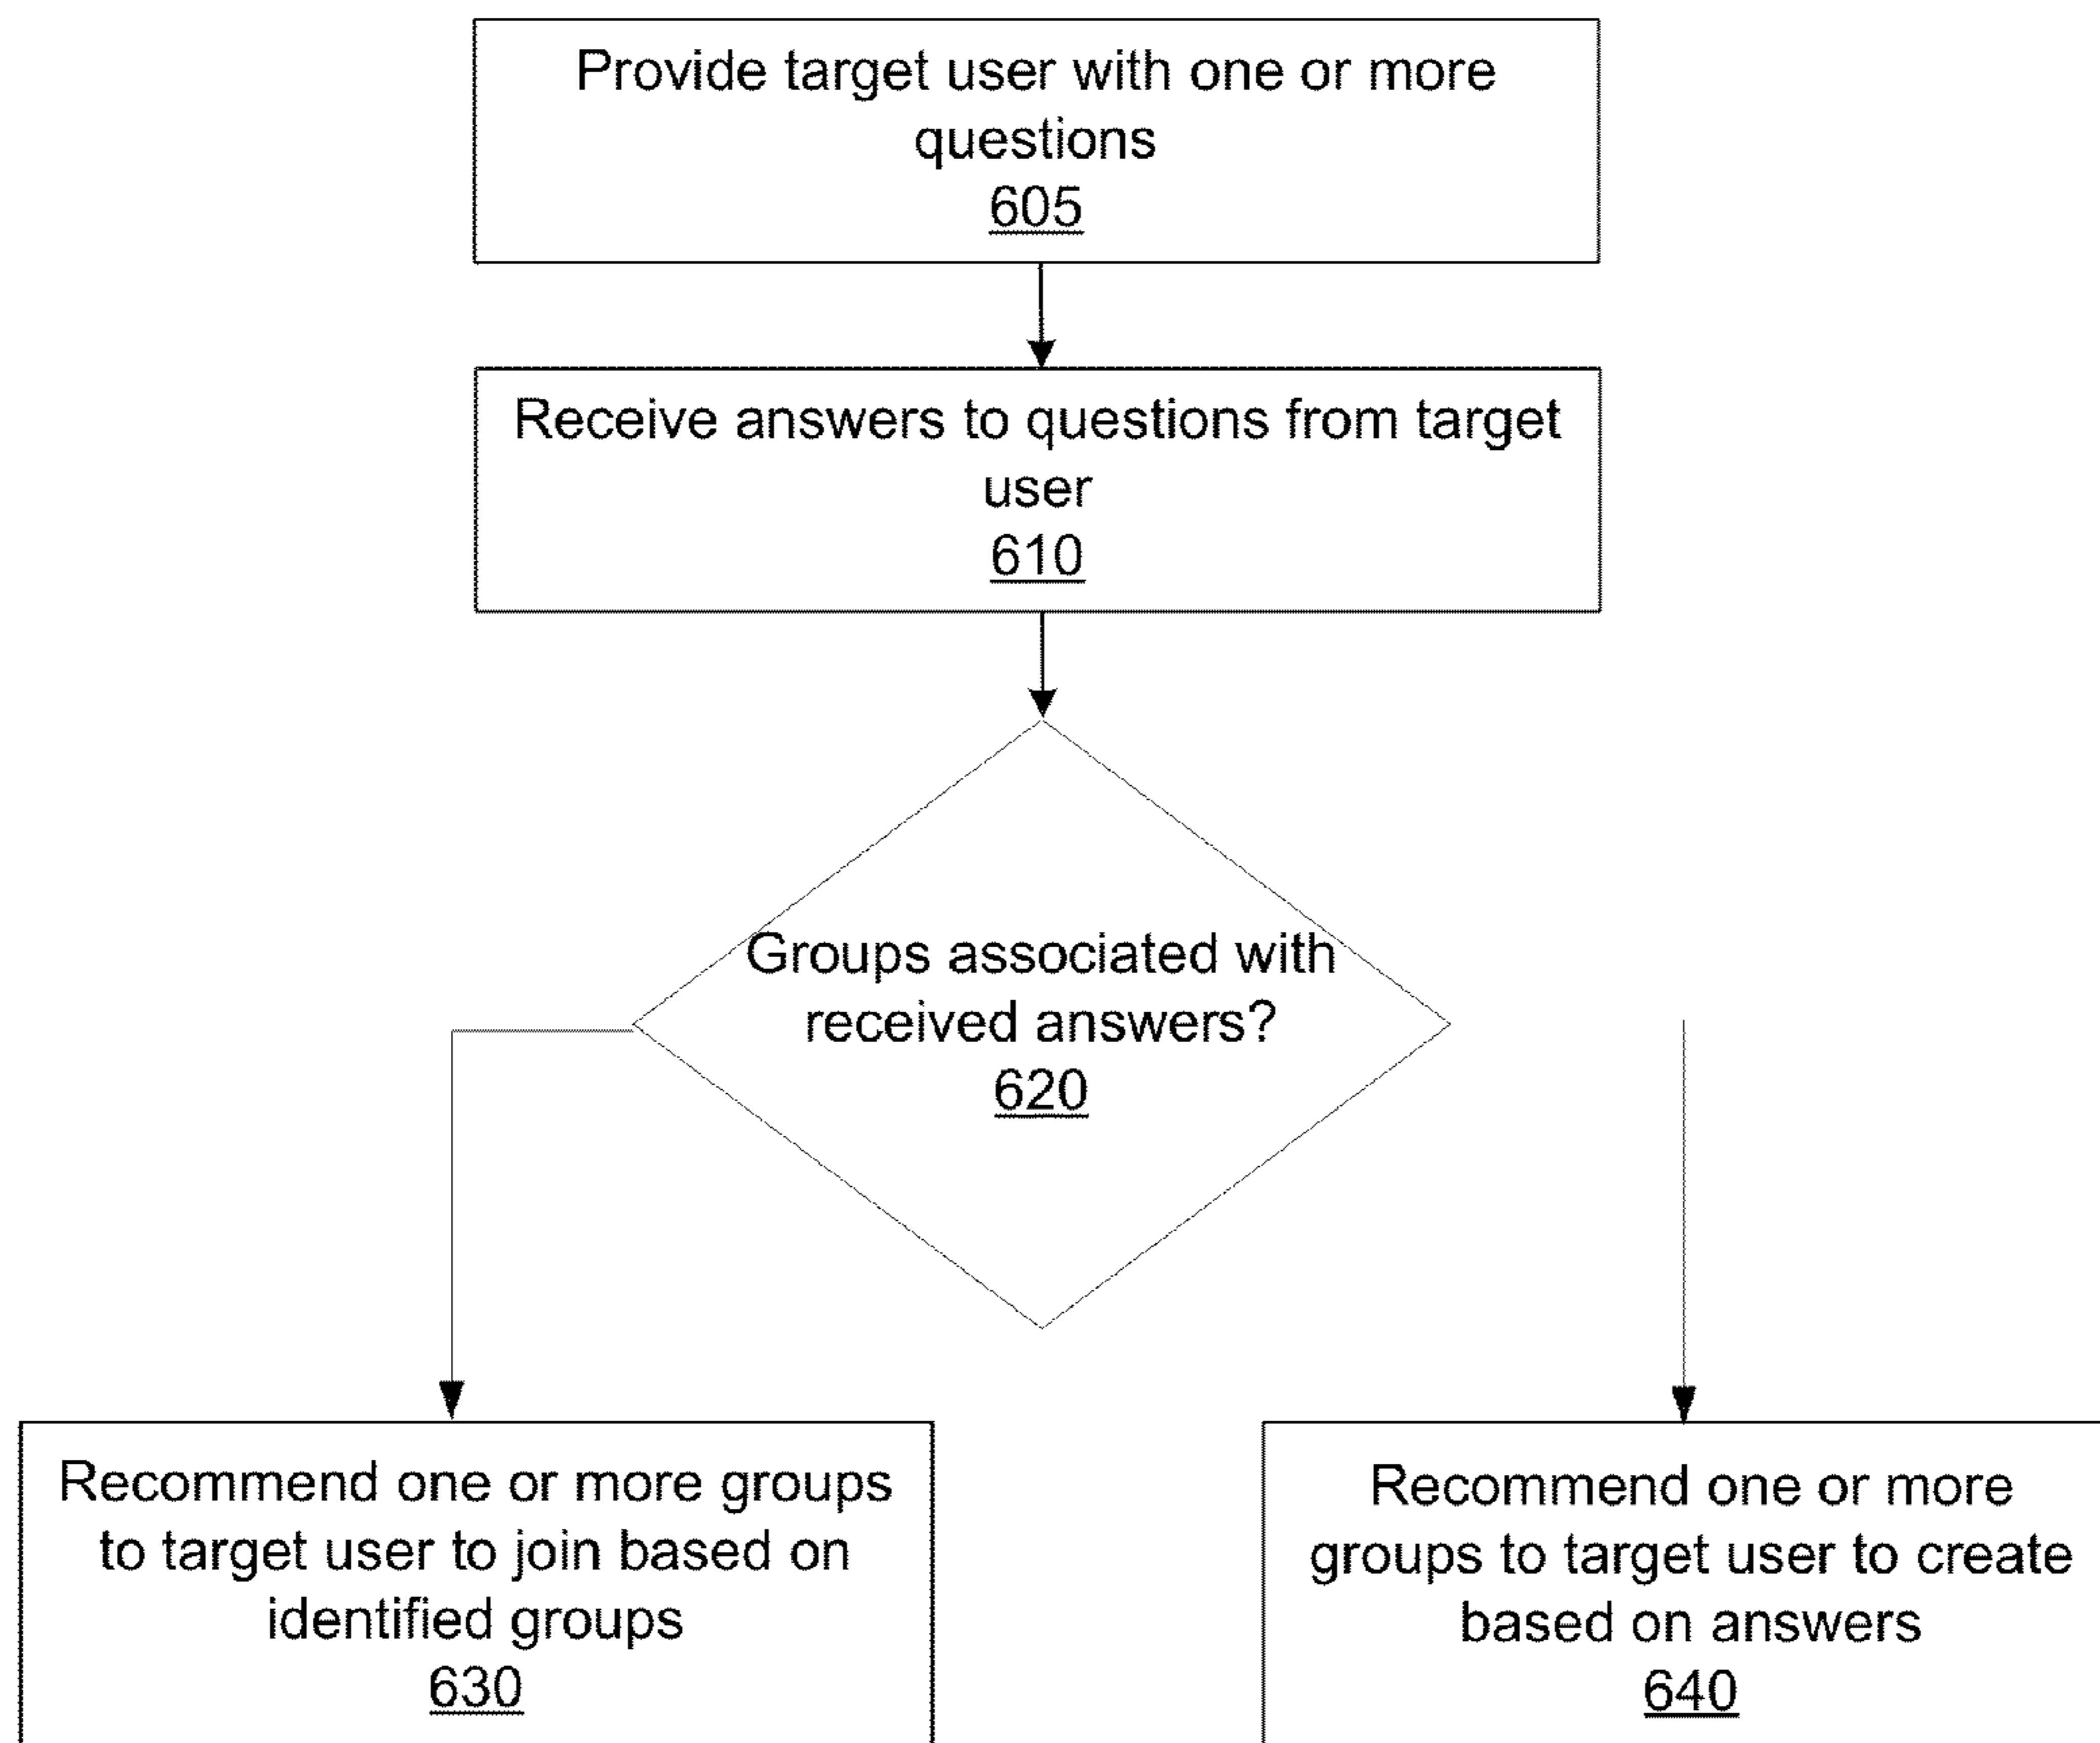 Provide target user with one or more
questions
605
Receive answers to questions from target
user
610
Groups associated with
received answers?
620
Recommend one or more groups
to target user to join based on
identified groups
630
Recommend one or more
groups to target user to create
based on answers
640